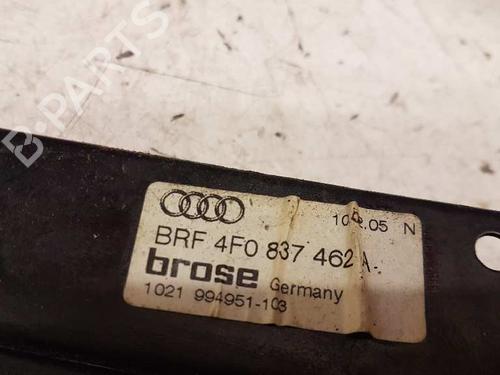 B-PARTS
10 .05 N
BRF 4F0 837 462 A
brose Germany
1021 994951-103